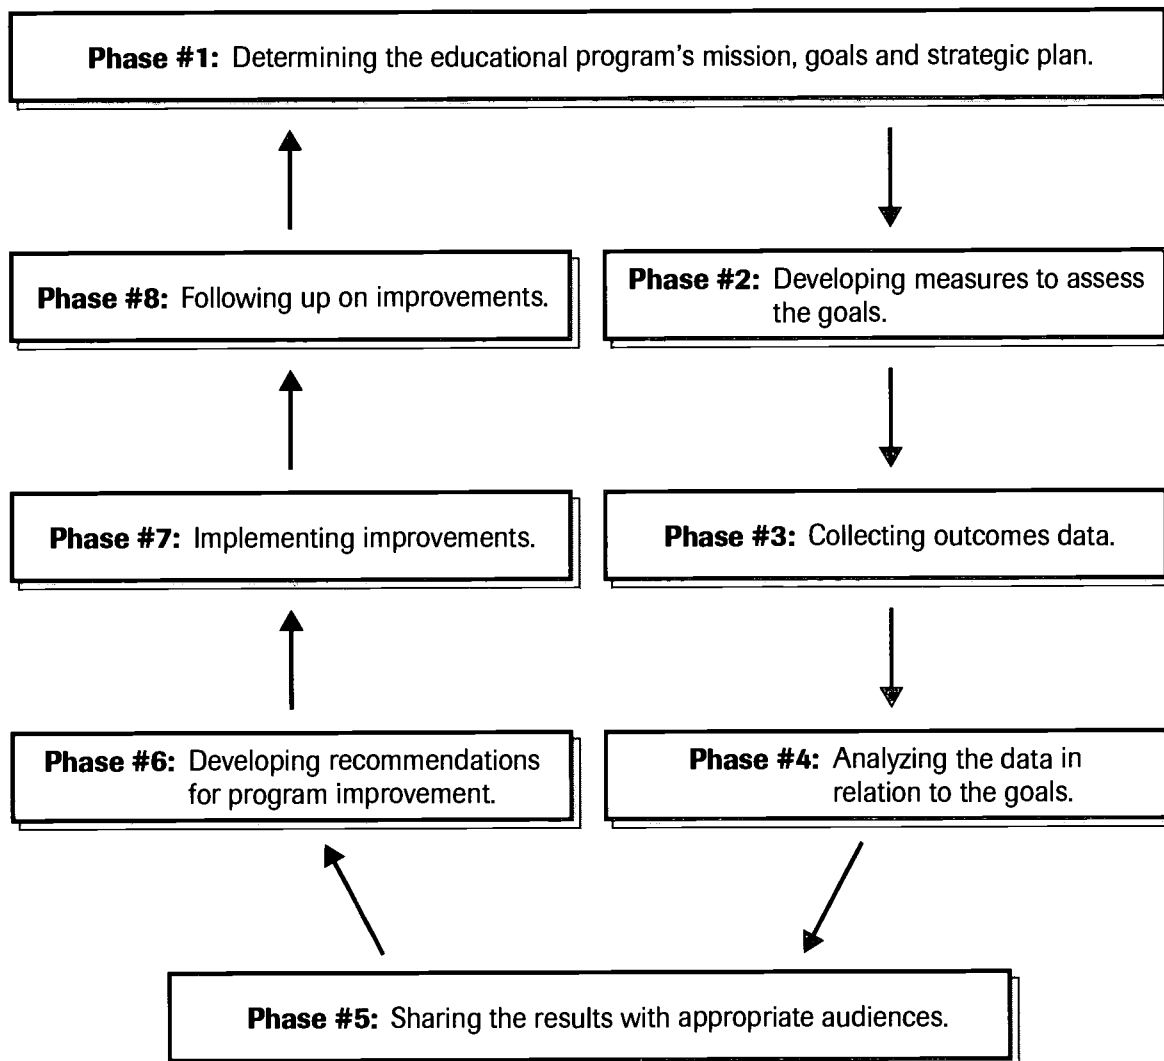 Phase #1: Determining the educational program's mission, goals and strategic plan.
Phase #2: Developing measures to assess
the goals.
Phase #3: Collecting outcomes data.
Phase #4: Analyzing the data in
relation to the goals.
Phase #5: Sharing the results with appropriate audiences.
Phase #6: Developing recommendations
for program improvement.
Phase #7: Implementing improvements.
Phase #8: Following up on improvements.